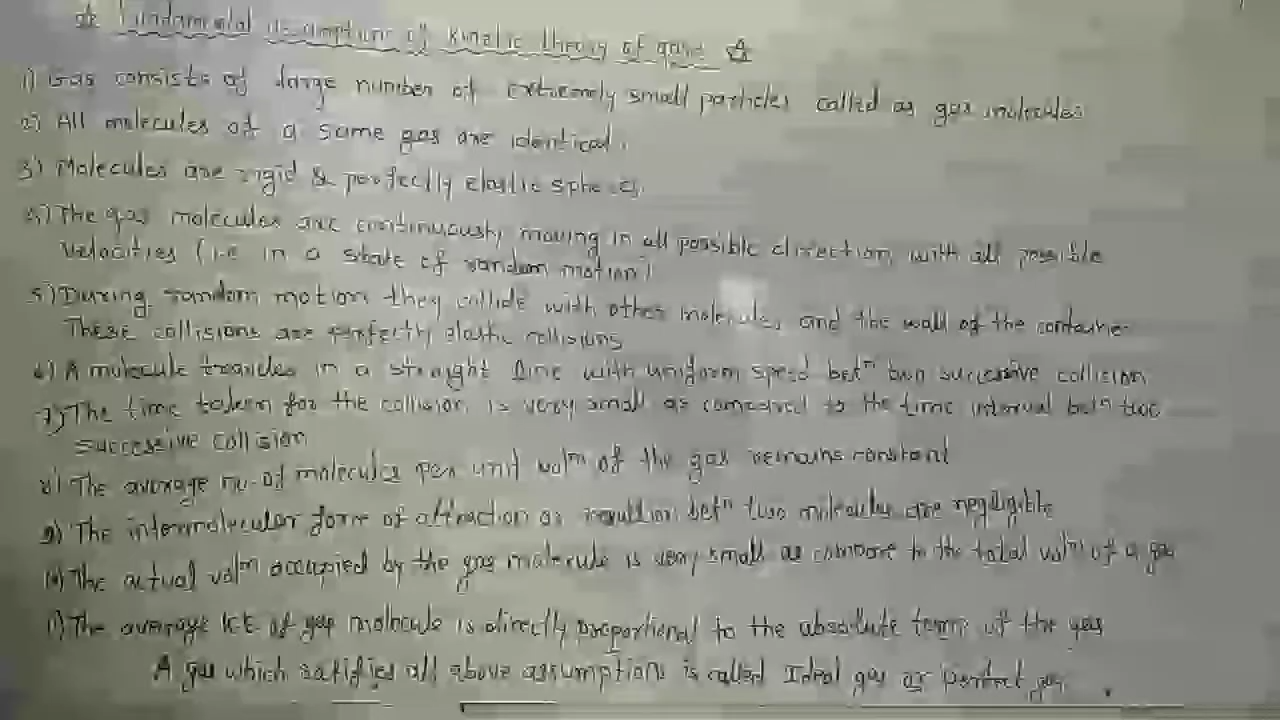 ☆ Fundamental assumptions of kinetic theory of gases ☆
1) Gas consists of large number of extremely small particles called as gas molecules
2) All molecules of a same gas are identical.
3) Molecules are rigid & perfectly elastic spheres.
4) The gas molecules are continuously moving in all possible direction with all possible
velocities (i.e in a state of random motion)
5) During random motion they collide with other molecules and the wall of the container
These collisions are perfectly elastic collisions
6) A molecule travels in a straight line with uniform speed betn two successive collision
7) The time taken for the collision is very small as compared to the time interval betn two
successive collision
8) The average no. of molecules per unit volm of the gas remains constant
9) The intermolecular force of attraction or betn two molecules are negligible
10) The actual volm occupied by the gas molecule is very small as compare to the total volm of a gas
11) The average K.E. of gas molecule is directly proportional to the absolute temp of the gas
A gas which satifies all above assumptions is called Ideal gas or perfect gas